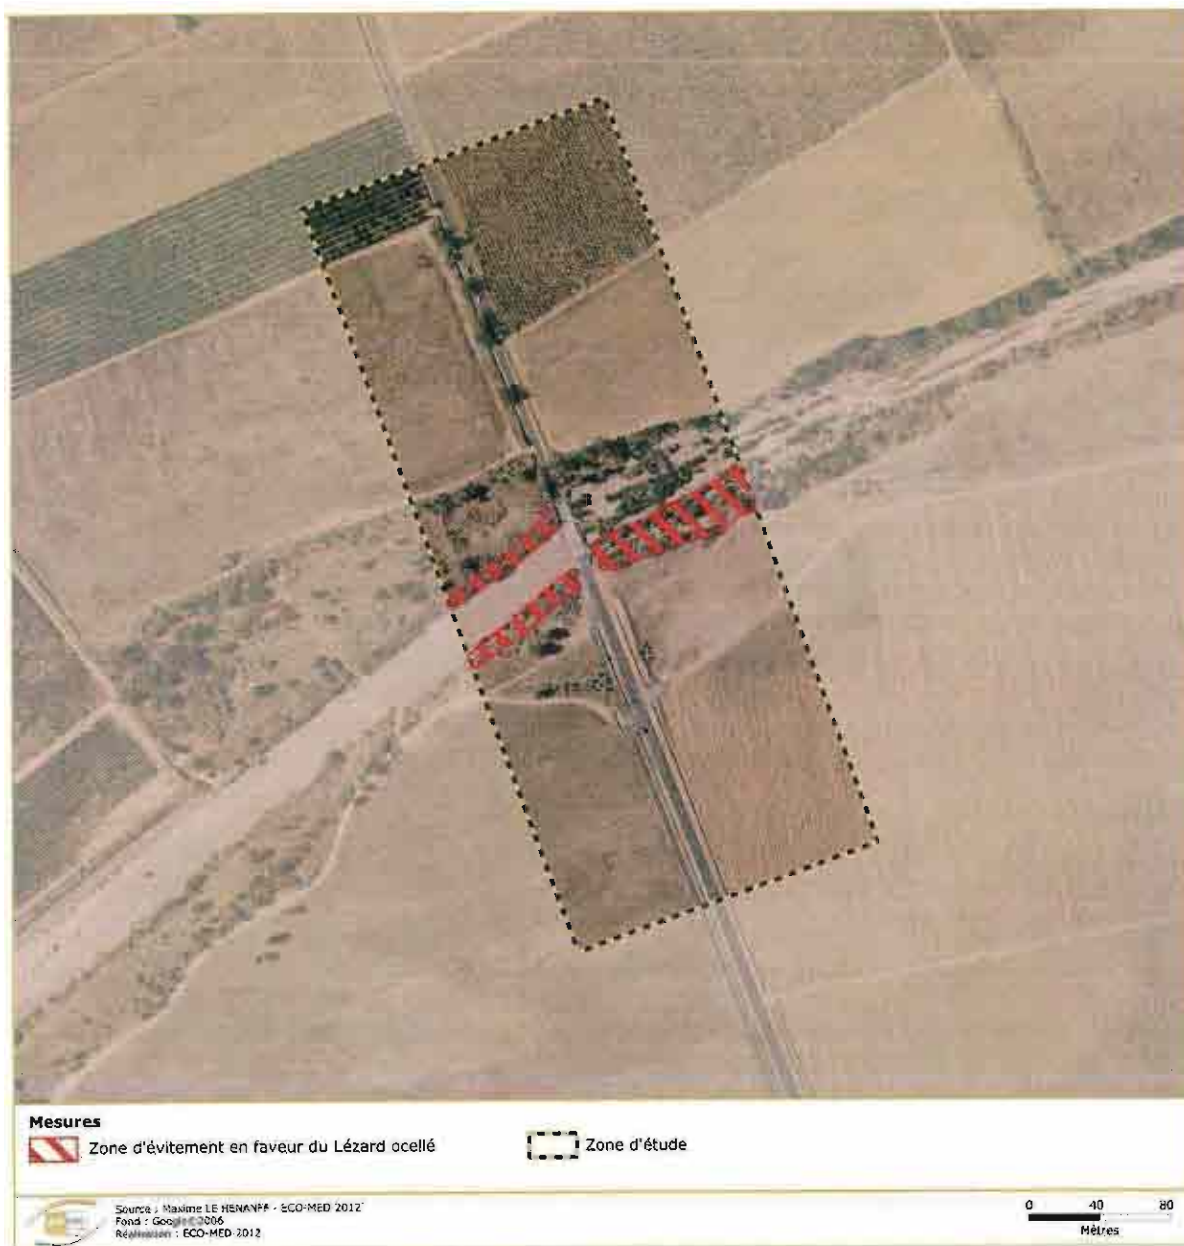 Mesures
Zone d'évitement en faveur du Lézard ocellé
Zone d'étude
Source : Maxime LE HENANFF - ECO-MED 2012
Fond : Google 2006
Réalisation : ECO-MED 2012
0 40 80
Mètres